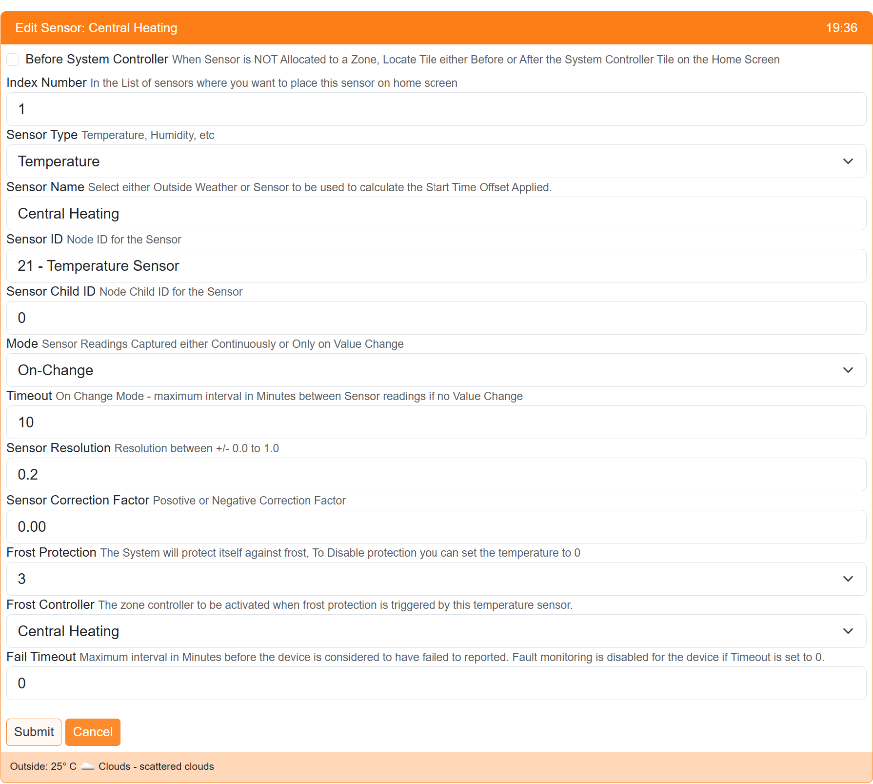 Edit Sensor: Central Heating 19:36
Before System Controller When Sensor is NOT Allocated to a Zone, Locate Tile either Before or After the System Controller Tile on the Home Screen
Index Number In the List of sensors where you want to place this sensor on home screen
1
Sensor Type Temperature, Humidity, etc
Temperature
Sensor Name Select either Outside Weather or Sensor to be used to calculate the Start Time Offset Applied.
Central Heating
Sensor ID Node ID for the Sensor
21 - Temperature Sensor
Sensor Child ID Node Child ID for the Sensor
0
Mode Sensor Readings Captured either Continuously or Only on Value Change
On-Change
Timeout On Change Mode - maximum interval in Minutes between Sensor readings if no Value Change
10
Sensor Resolution Resolution between +/- 0.0 to 1.0
0.2
Sensor Correction Factor Posotive or Negative Correction Factor
0.00
Frost Protection The System will protect itself against frost, To Disable protection you can set the temperature to 0
3
Frost Controller The zone controller to be activated when frost protection is triggered by this temperature sensor.
Central Heating
Fail Timeout Maximum interval in Minutes before the device is considered to have failed to reported. Fault monitoring is disabled for the device if Timeout is set to 0.
0
Submit Cancel
Outside: 25° C Clouds - scattered clouds